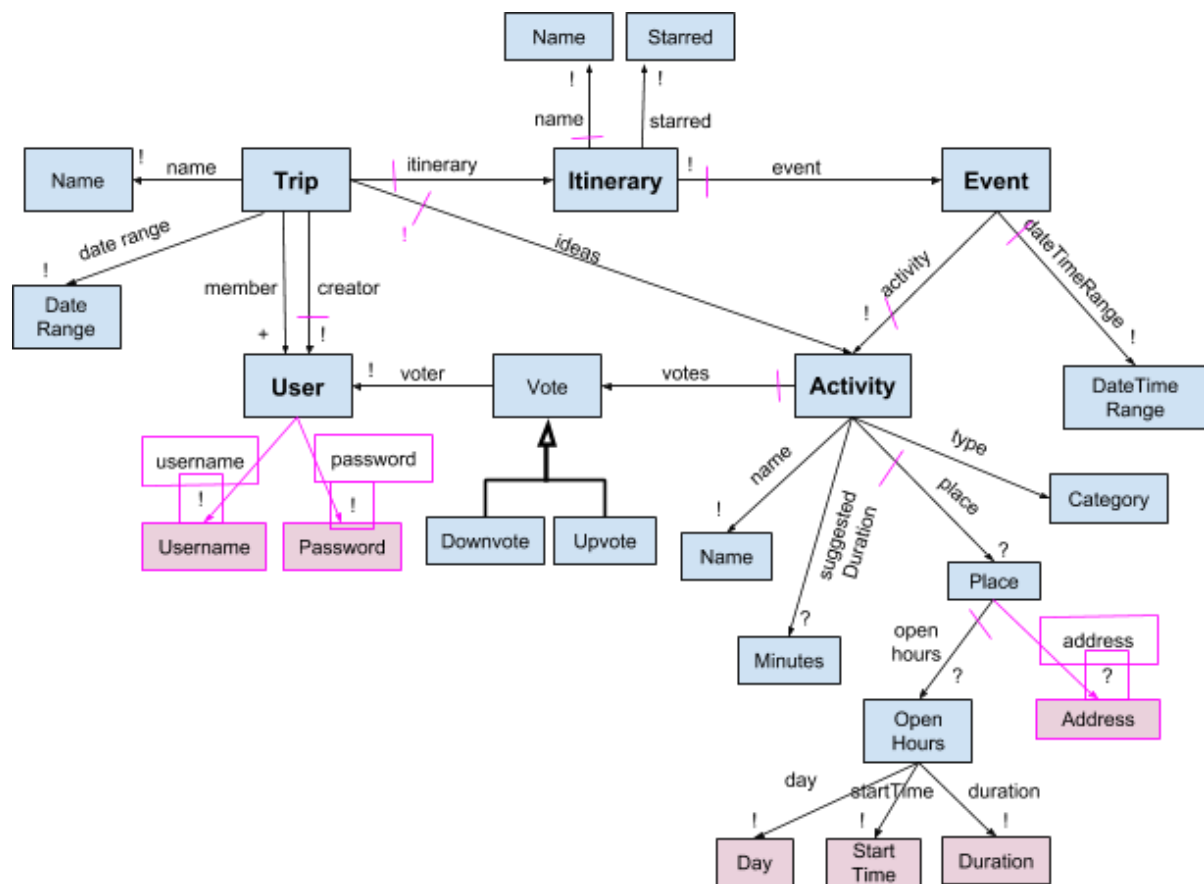 Name
Starred
!
!
name
starred
!
name
itinerary
!
event
Name
Trip
Itinerary
Event
!
date range
ideas
activity
dateTimeRange
!
member
creator
!
!
Date
Range
+
!
!
voter
votes
User
Vote
Activity
DateTime
Range
username
password
name
suggested
Duration
place
type
!
!
!
Category
Username
Password
Downvote
Upvote
Name
?
Place
?
open
hours
address
Minutes
?
?
Open
Hours
Address
day
startTime
duration
!
!
!
Day
Start
Time
Duration